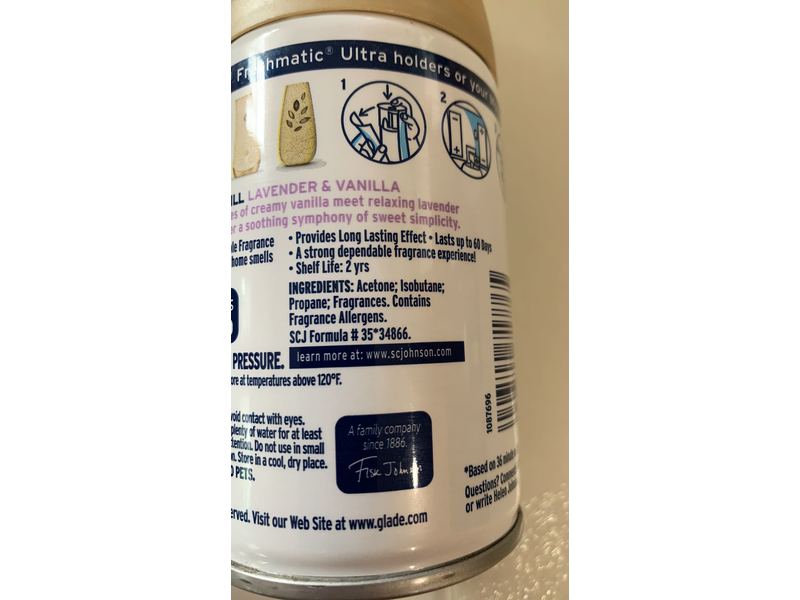 Freshmatic® Ultra holders or your
1
2
LAVENDER & VANILLA
of creamy vanilla meet relaxing lavender
a soothing symphony of sweet simplicity.
Fragrance
home smells
• Provides Long Lasting Effect • Lasts up to 60 Days
• A strong dependable fragrance experience!
• Shelf Life: 2 yrs
INGREDIENTS: Acetone; Isobutane;
Propane; Fragrances. Contains
Fragrance Allergens.
SCJ Formula # 35*34866.
PRESSURE.
learn more at: www.scjohnson.com
at temperatures above 120°F.
contact with eyes.
plenty of water for at least
Do not use in small
Store in a cool, dry place.
PETS.
A family company
since 1886.
Fisk Johnson
1087696
*Based on 36 minute
Questions?
or write Helen
Visit our Web Site at www.glade.com